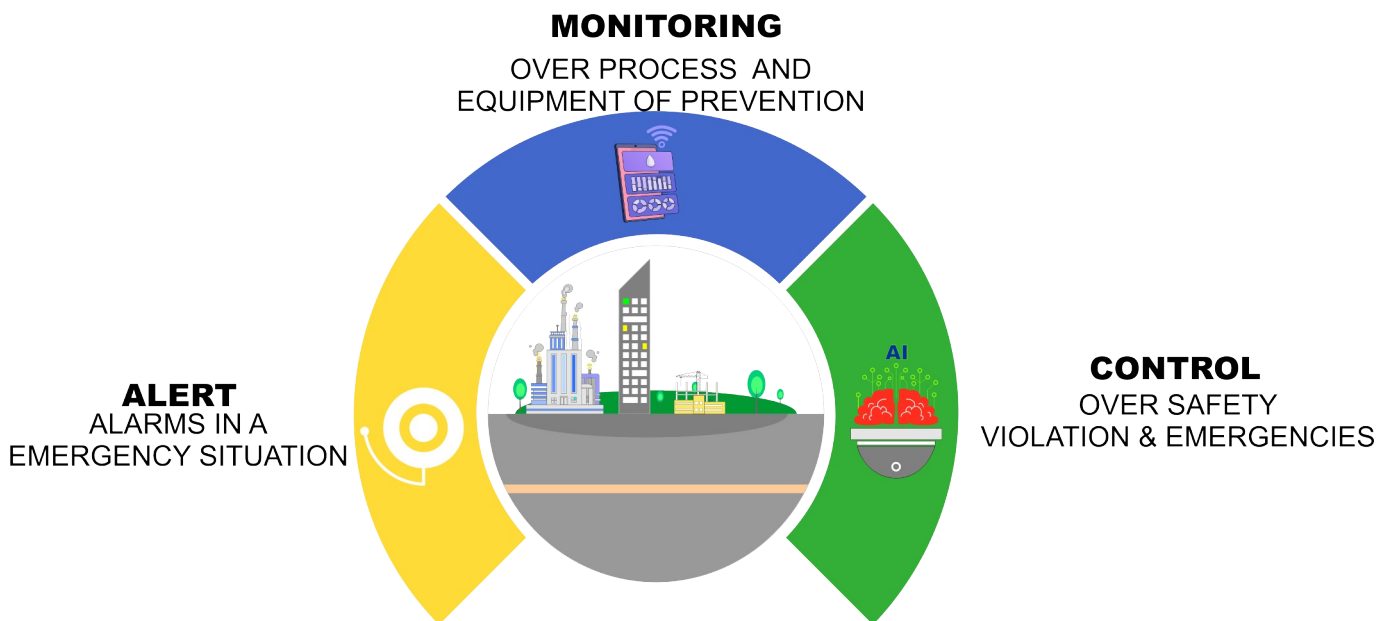 MONITORING
OVER PROCESS AND
EQUIPMENT OF PREVENTION
ALERT
ALARMS IN A
EMERGENCY SITUATION
AI
CONTROL
OVER SAFETY
VIOLATION & EMERGENCIES